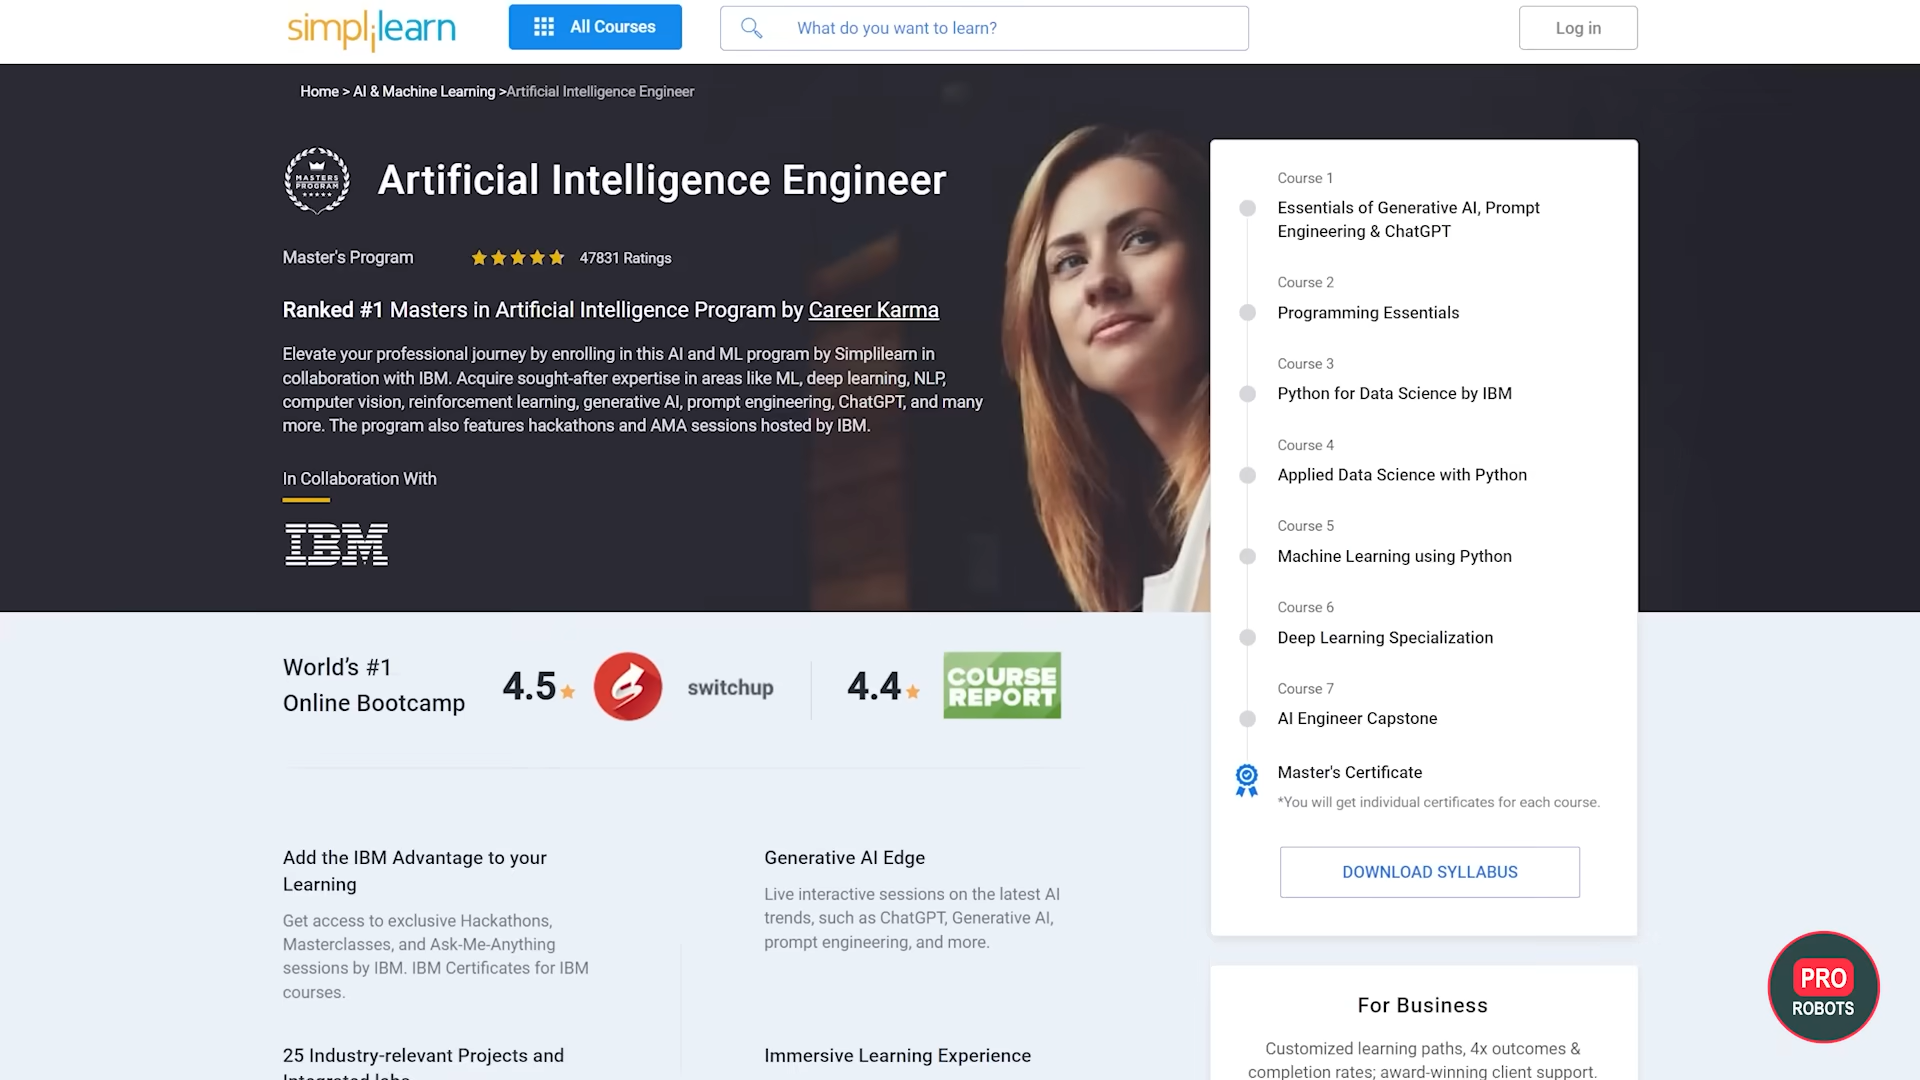 simplilearn
All Courses
What do you want to learn?
Log in
Home > AI & Machine Learning >Artificial Intelligence Engineer
MASTERS
PROGRAM
Artificial Intelligence Engineer
Master's Program
47831 Ratings
Ranked #1 Masters in Artificial Intelligence Program by Career Karma
Elevate your professional journey by enrolling in this AI and ML program by Simplilearn in
collaboration with IBM. Acquire sought-after expertise in areas like ML, deep learning, NLP,
computer vision, reinforcement learning, generative AI, prompt engineering, ChatGPT, and many
more. The program also features hackathons and AMA sessions hosted by IBM.
In Collaboration With
IBM
Course 1
Essentials of Generative AI, Prompt
Engineering & ChatGPT
Course 2
Programming Essentials
Course 3
Python for Data Science by IBM
Course 4
Applied Data Science with Python
Course 5
Machine Learning using Python
Course 6
Deep Learning Specialization
Course 7
AI Engineer Capstone
Master's Certificate
*You will get individual certificates for each course.
DOWNLOAD SYLLABUS
World's #1
Online Bootcamp
4.5
switchup
4.4
COURSE
REPORT
Add the IBM Advantage to your
Learning
Get access to exclusive Hackathons,
Masterclasses, and Ask-Me-Anything
sessions by IBM. IBM Certificates for IBM
courses.
Generative AI Edge
Live interactive sessions on the latest AI
trends, such as ChatGPT, Generative AI,
prompt engineering, and more.
25 Industry-relevant Projects and
Integrated labs
Immersive Learning Experience
For Business
Customized learning paths, 4x outcomes &
completion rates; award-winning client support.
PRO
ROBOTS